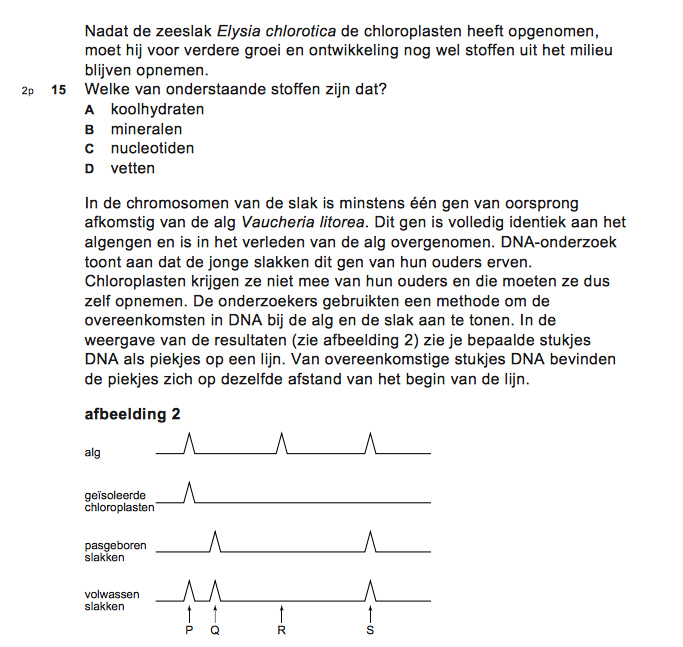 Nadat de zeeslak Elysia chlorotica de chloroplasten heeft opgenomen,
moet hij voor verdere groei en ontwikkeling nog wel stoffen uit het milieu
blijven opnemen.
2p 15 Welke van onderstaande stoffen zijn dat?
A koolhydraten
B mineralen
C nucleotiden
D vetten
In de chromosomen van de slak is minstens één gen van oorsprong
afkomstig van de alg Vaucheria litorea. Dit gen is volledig identiek aan het
algengen en is in het verleden van de alg overgenomen. DNA-onderzoek
toont aan dat de jonge slakken dit gen van hun ouders erven.
Chloroplasten krijgen ze niet mee van hun ouders en die moeten ze dus
zelf opnemen. De onderzoekers gebruikten een methode om de
overeenkomsten in DNA bij de alg en de slak aan te tonen. In de
weergave van de resultaten (zie afbeelding 2) zie je bepaalde stukjes
DNA als piekjes op een lijn. Van overeenkomstige stukjes DNA bevinden
de piekjes zich op dezelfde afstand van het begin van de lijn.
afbeelding 2
alg
geïsoleerde
chloroplasten
pasgeboren
slakken
volwassen
slakken
P Q R S